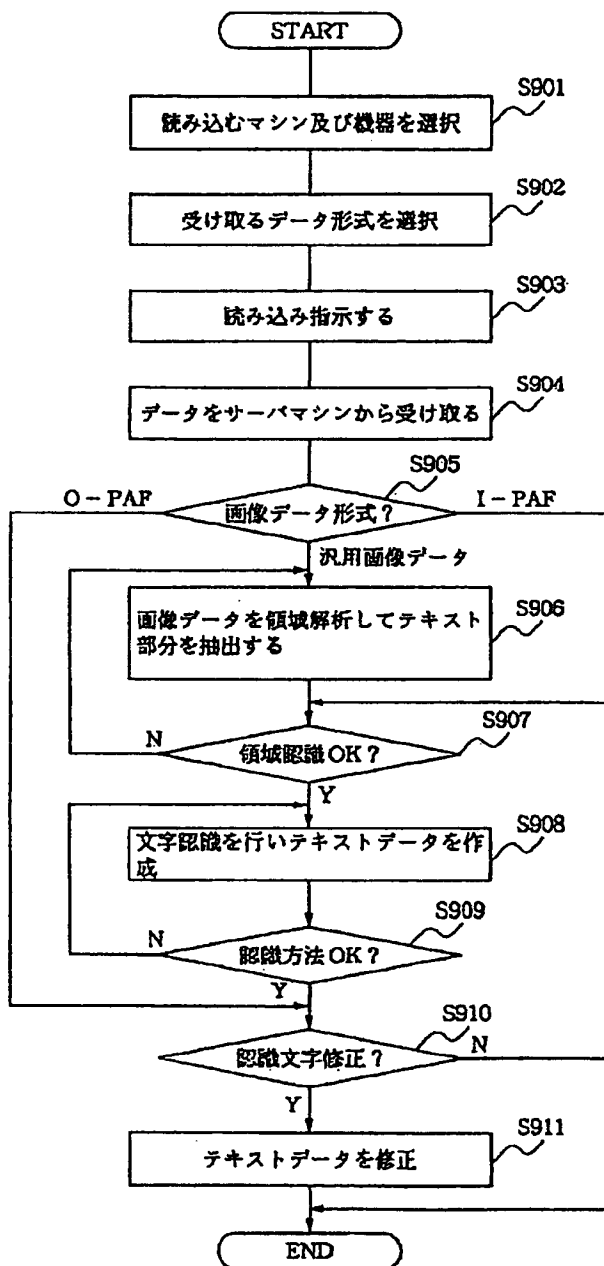 START
S901
読み込むマシン及び機器を選択
S902
受け取るデータ形式を選択
S903
読み込み指示する
S904
データをサーバマシンから受け取る
S905
O-PAF
画像データ形式?
I-PAF
汎用画像データ
S906
画像データを領域解析してテキスト
部分を抽出する
S907
N
領域認識OK?
Y
S908
文字認識を行いテキストデータを作
成
S909
N
認識方法OK?
Y
S910
認識文字修正?
N
Y
S911
テキストデータを修正
END